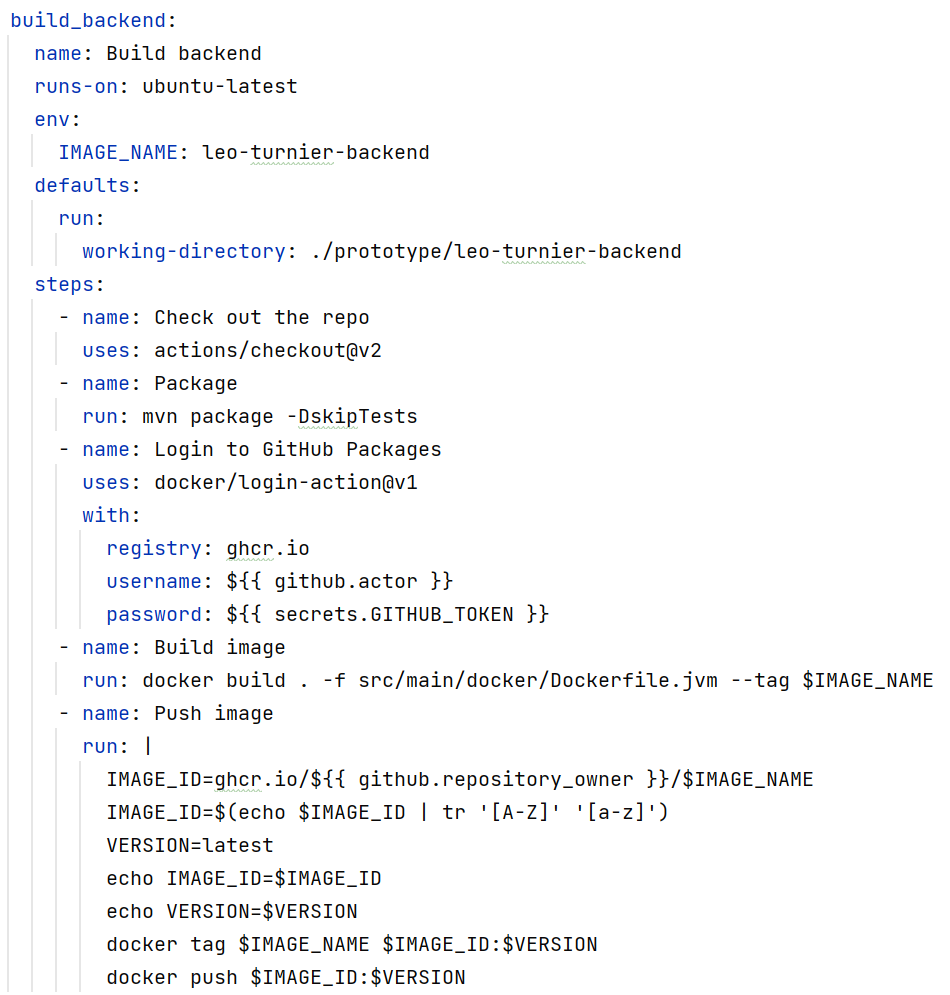 build_backend:
  name: Build backend
  runs-on: ubuntu-latest
  env:
    IMAGE_NAME: leo-turnier-backend
  defaults:
    run:
      working-directory: ./prototype/leo-turnier-backend
  steps:
    - name: Check out the repo
      uses: actions/checkout@v2
    - name: Package
      run: mvn package -DskipTests
    - name: Login to GitHub Packages
      uses: docker/login-action@v1
      with:
        registry: ghcr.io
        username: ${{ github.actor }}
        password: ${{ secrets.GITHUB_TOKEN }}
    - name: Build image
      run: docker build . -f src/main/docker/Dockerfile.jvm --tag $IMAGE_NAME
    - name: Push image
      run: |
        IMAGE_ID=ghcr.io/${{ github.repository_owner }}/$IMAGE_NAME
        IMAGE_ID=$(echo $IMAGE_ID | tr '[A-Z]' '[a-z]')
        VERSION=latest
        echo IMAGE_ID=$IMAGE_ID
        echo VERSION=$VERSION
        docker tag $IMAGE_NAME $IMAGE_ID:$VERSION
        docker push $IMAGE_ID:$VERSION